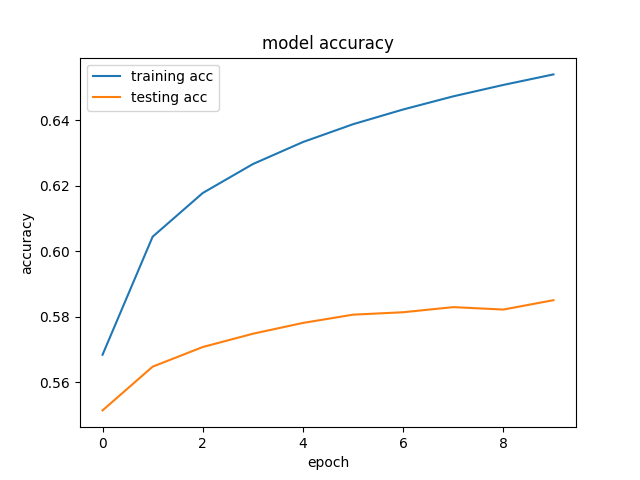 model accuracy
training acc
testing acc
0.64
0.62
0.60
0.58
0.56
accuracy
0 2 4 6 8
epoch